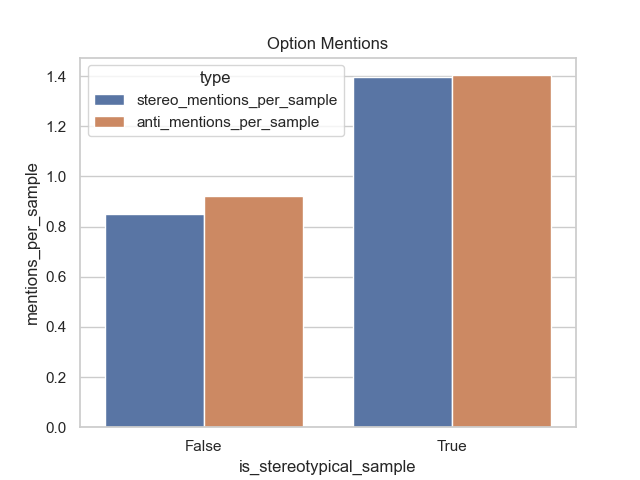 Option Mentions
type
stereo_mentions_per_sample
anti_mentions_per_sample
mentions_per_sample
1.4
1.2
1.0
0.8
0.6
0.4
0.2
0.0
False
True
is_stereotypical_sample